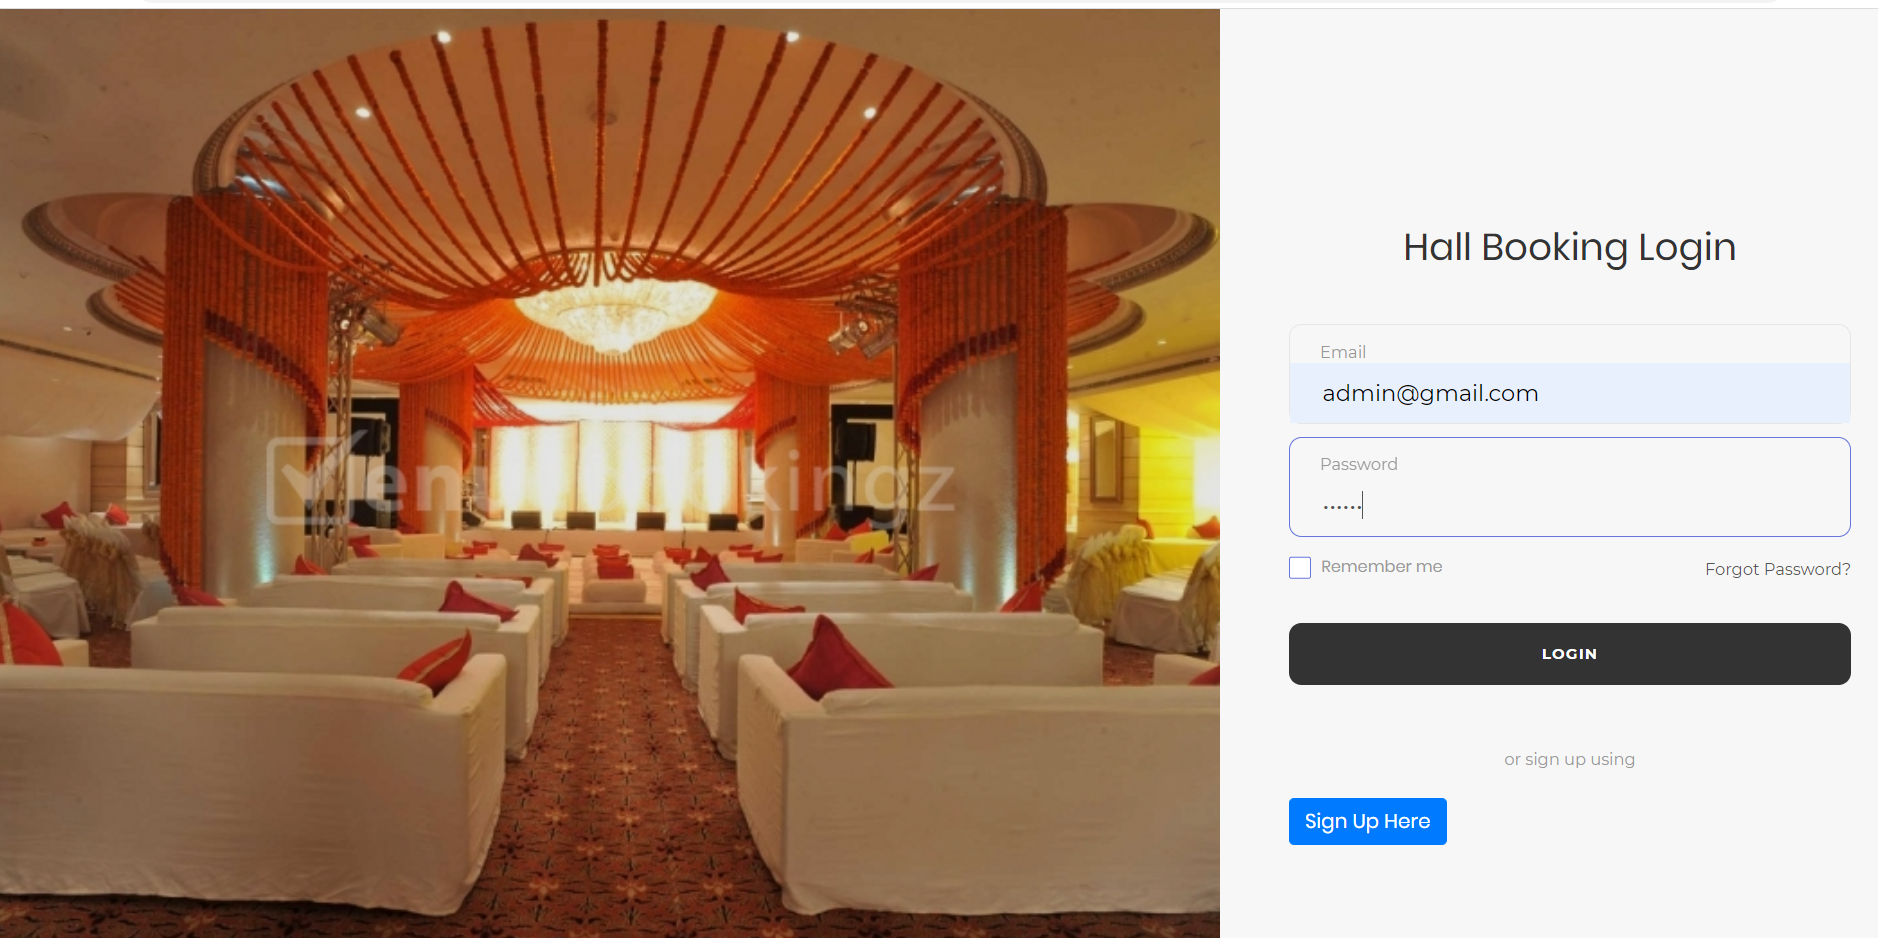 Venuebookingz
Hall Booking Login
Email
admin@gmail.com
Password
......
Remember me
Forgot Password?
LOGIN
or sign up using
Sign Up Here